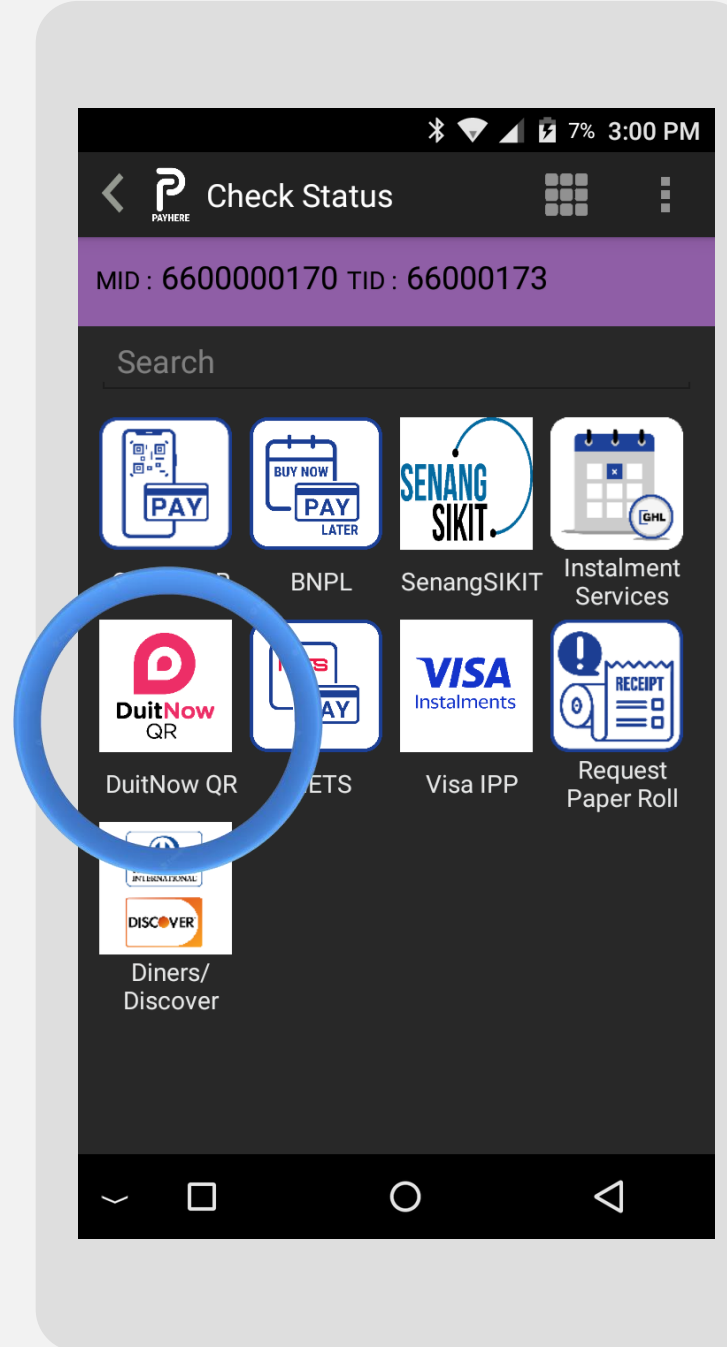 7% 3:00 PM
PAYHERE Check Status
MID : 6600000170 TID : 66000173
Search
PAY
BUY NOW
PAY
LATER
SENANG
SIKIT
GHL
BNPL
SenangSIKIT
Instalment
Services
DuitNow
QR
VISA
Instalments
RECEIPT
DuitNow QR
Visa IPP
Request
Paper Roll
INTERNATIONAL
DISCOVER
Diners/
Discover